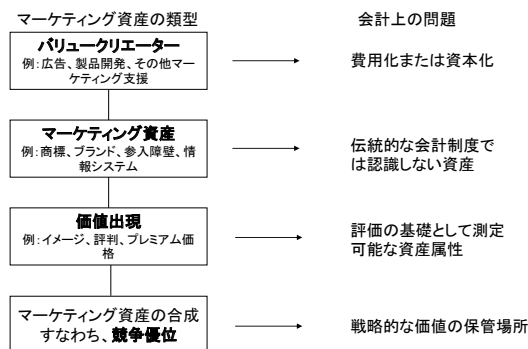 マーケティング資産の類型
会計上の問題
バリュークリエーター
例:広告、製品開発、その他マー
ケティング支援
費用化または資本化
マーケティング資産
例:商標、ブランド、参入障壁、情
報システム
伝統的な会計制度で
は認識しない資産
価値出現
例:イメージ、評判、プレミアム価
格
評価の基礎として測定
可能な資産属性
マーケティング資産の合成
すなわち、競争優位
戦略的な価値の保管場所